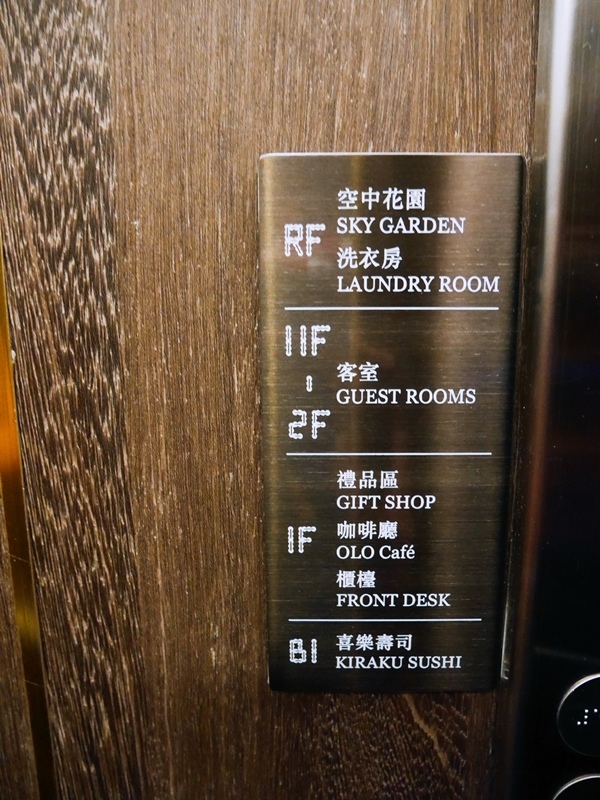 RF
空中花園
SKY GARDEN
洗衣房
LAUNDRY ROOM
11F
2F
客室
GUEST ROOMS
1F
禮品區
GIFT SHOP
咖啡廳
OLO Café
櫃檯
FRONT DESK
B1
喜樂壽司
KIRAKU SUSHI